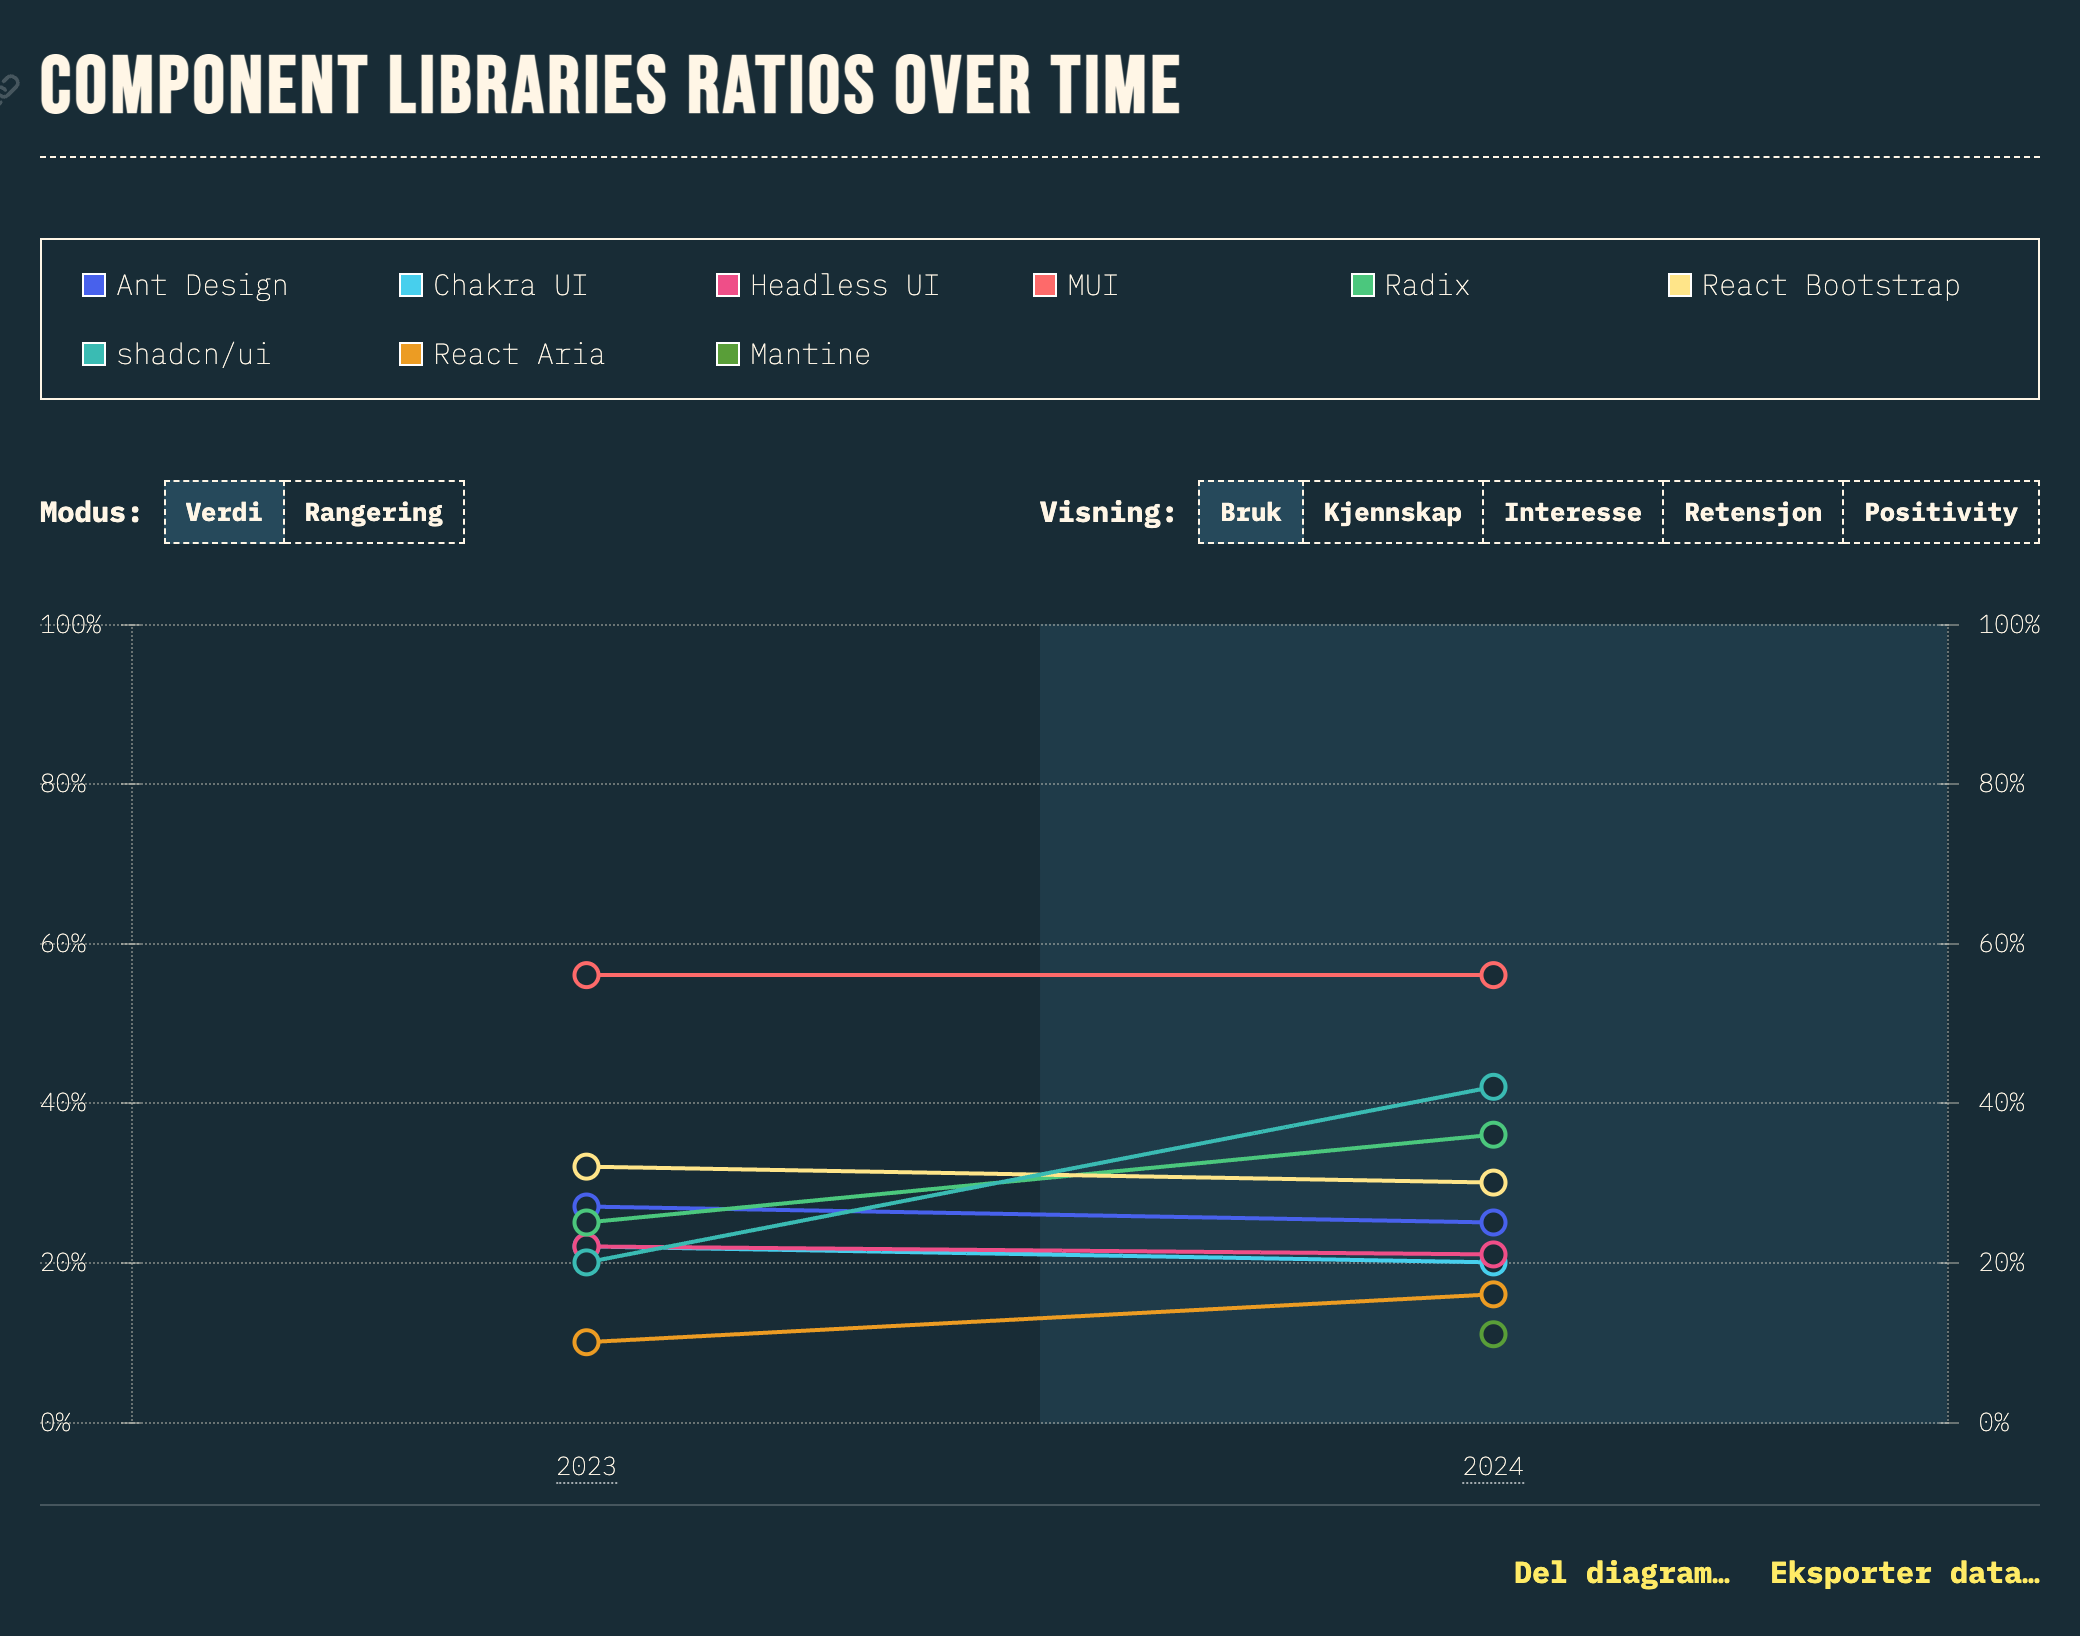 COMPONENT LIBRARIES RATIOS OVER TIME
Ant Design Chakra UI Headless UI MUI Radix React Bootstrap
shadcn/ui React Aria Mantine
Modus: Verdi Rangering Visning: Bruk Kjennskap Interesse Retensjon Positivity
100% 100%
80% 80%
60% 60%
40% 40%
20% 20%
0% 0%
2023 2024
Del diagram… Eksporter data…